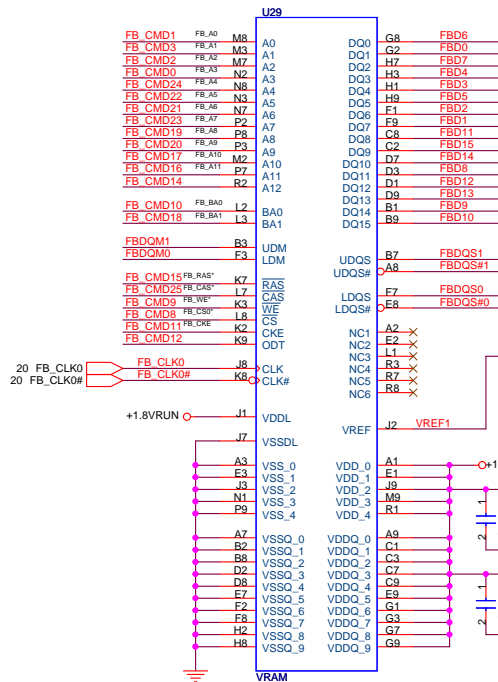 U29
FB_CMD1 FB_A0 M8 A0 DQ0 G8 FBD6
FB_CMD3 FB_A1 M3 A1 DQ1 G2 FBD0
FB_CMD2 FB_A2 M7 A2 DQ2 H7 FBD7
FB_CMD0 FB_A3 N2 A3 DQ3 H3 FBD4
FB_CMD24 FB_A4 N8 A4 DQ4 H1 FBD3
FB_CMD22 FB_A5 N3 A5 DQ5 H9 FBD5
FB_CMD21 FB_A6 N7 A6 DQ6 F1 FBD2
FB_CMD23 FB_A7 P2 A7 DQ7 F9 FBD1
FB_CMD19 FB_A8 P8 A8 DQ8 C8 FBD11
FB_CMD20 FB_A9 P3 A9 DQ9 C2 FBD15
FB_CMD17 FB_A10 M2 A10 DQ10 D7 FBD14
FB_CMD16 FB_A11 P7 A11 DQ11 D3 FBD8
FB_CMD14 R2 A12 DQ12 D1 FBD12
DQ13 D9 FBD13
FB_CMD10 FB_BA0 L2 BA0 DQ14 B1 FBD9
FB_CMD18 FB_BA1 L3 BA1 DQ15 B9 FBD10
FBDQM1 B3 UDM UDQS B7 FBDQS1
FBDQM0 F3 LDM UDQS# A8 FBDQS#1
FB_CMD15 FB_RAS* K7 RAS LDQS F7 FBDQS0
FB_CMD25 FB_CAS* L7 CAS LDQS# E8 FBDQS#0
FB_CMD9 FB_WE* K3 WE
FB_CMD8 FB_CS0* L8 CS NC1 A2
FB_CMD11 FB_CKE K2 CKE NC2 E2
FB_CMD12 K9 ODT NC3 L1
20 FB_CLK0 FB_CLK0 J8 CLK NC4 R3
20 FB_CLK0# FB_CLK0# K8 CLK# NC5 R7
NC6 R8
+1.8VRUN J1 VDDL
VREF J2 VREF1
J7 VSSDL
A3 VSS_0 VDD_0 A1 +1
E3 VSS_1 VDD_1 E1
J3 VSS_2 VDD_2 J9
N1 VSS_3 VDD_3 M9 1
P9 VSS_4 VDD_4 R1
A7 VSSQ_0 VDDQ_0 A9 2
B2 VSSQ_1 VDDQ_1 C1
B8 VSSQ_2 VDDQ_2 C3
D2 VSSQ_3 VDDQ_3 C7
D8 VSSQ_4 VDDQ_4 C9 1
E7 VSSQ_5 VDDQ_5 E9
F2 VSSQ_6 VDDQ_6 G1
F8 VSSQ_7 VDDQ_7 G3 2
H2 VSSQ_8 VDDQ_8 G7
H8 VSSQ_9 VDDQ_9 G9
VRAM